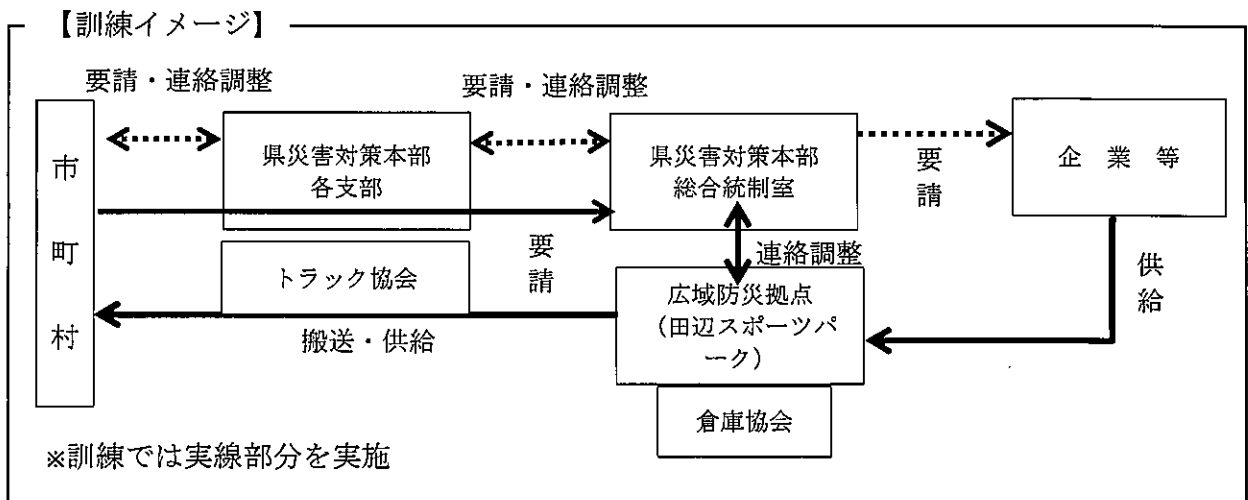 【訓練イメージ】
要請・連絡調整
要請・連絡調整
市町村
県災害対策本部
各支部
県災害対策本部
総合統制室
要請
企業等
要請
連絡調整
供給
トラック協会
広域防災拠点
(田辺スポーツパ
ーク)
搬送・供給
倉庫協会
※訓練では実線部分を実施